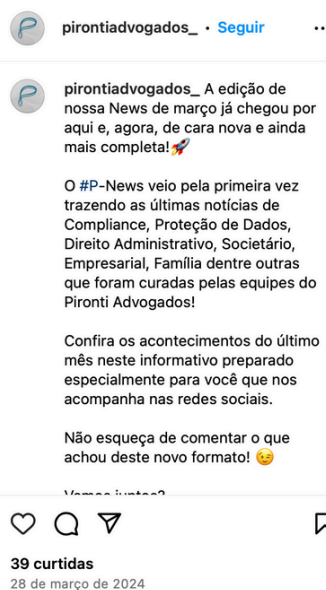 pirontiadvogados_ • Seguir
pirontiadvogados_ A edição de
nossa News de março já chegou por
aqui e, agora, de cara nova e ainda
mais completa!🚀
O #P-News veio pela primeira vez
trazendo as últimas notícias de
Compliance, Proteção de Dados,
Direito Administrativo, Societário,
Empresarial, Família dentre outras
que foram curadas pelas equipes do
Pironti Advogados!
Confira os acontecimentos do último
mês neste informativo preparado
especialmente para você que nos
acompanha nas redes sociais.
Não esqueça de comentar o que
achou deste novo formato! 😉
Vamos juntos?
39 curtidas
28 de março de 2024